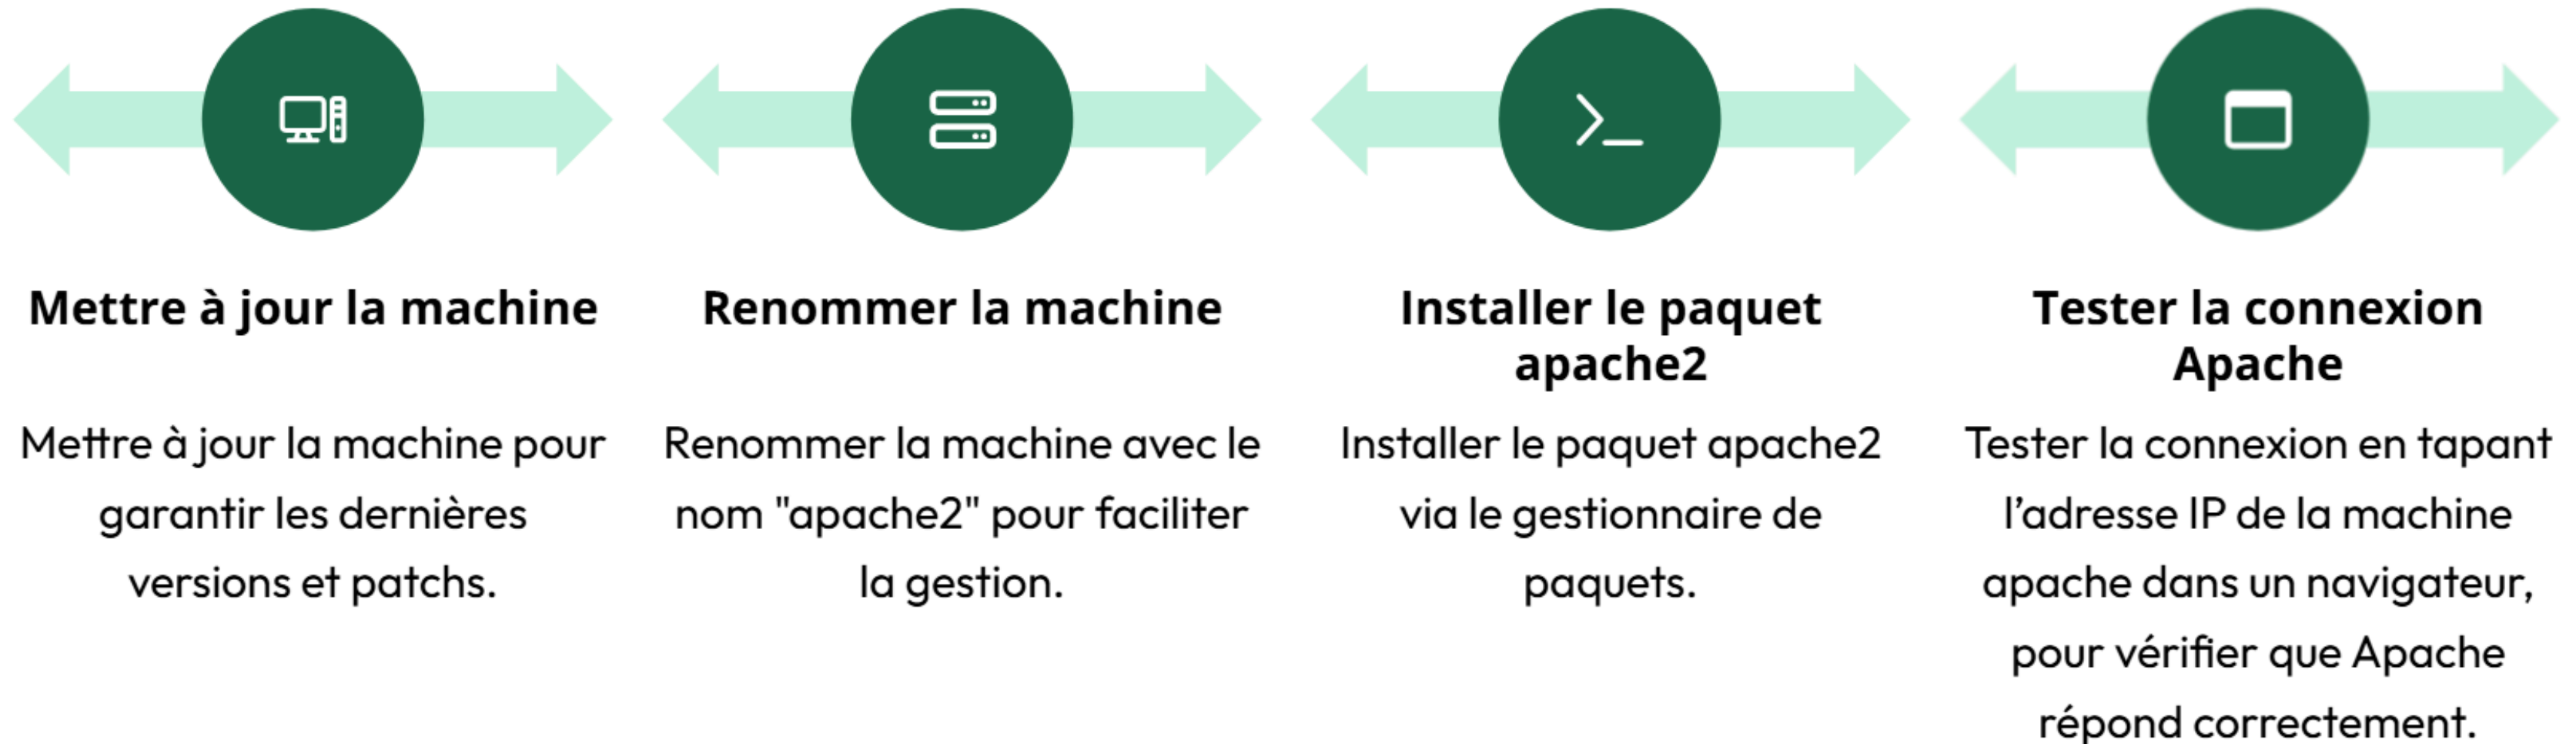 Mettre à jour la machine
Mettre à jour la machine pour
garantir les dernières
versions et patchs.
Renommer la machine
Renommer la machine avec le
nom "apache2" pour faciliter
la gestion.
Installer le paquet
apache2
Installer le paquet apache2
via le gestionnaire de
paquets.
Tester la connexion
Apache
Tester la connexion en tapant
l’adresse IP de la machine
apache dans un navigateur,
pour vérifier que Apache
répond correctement.